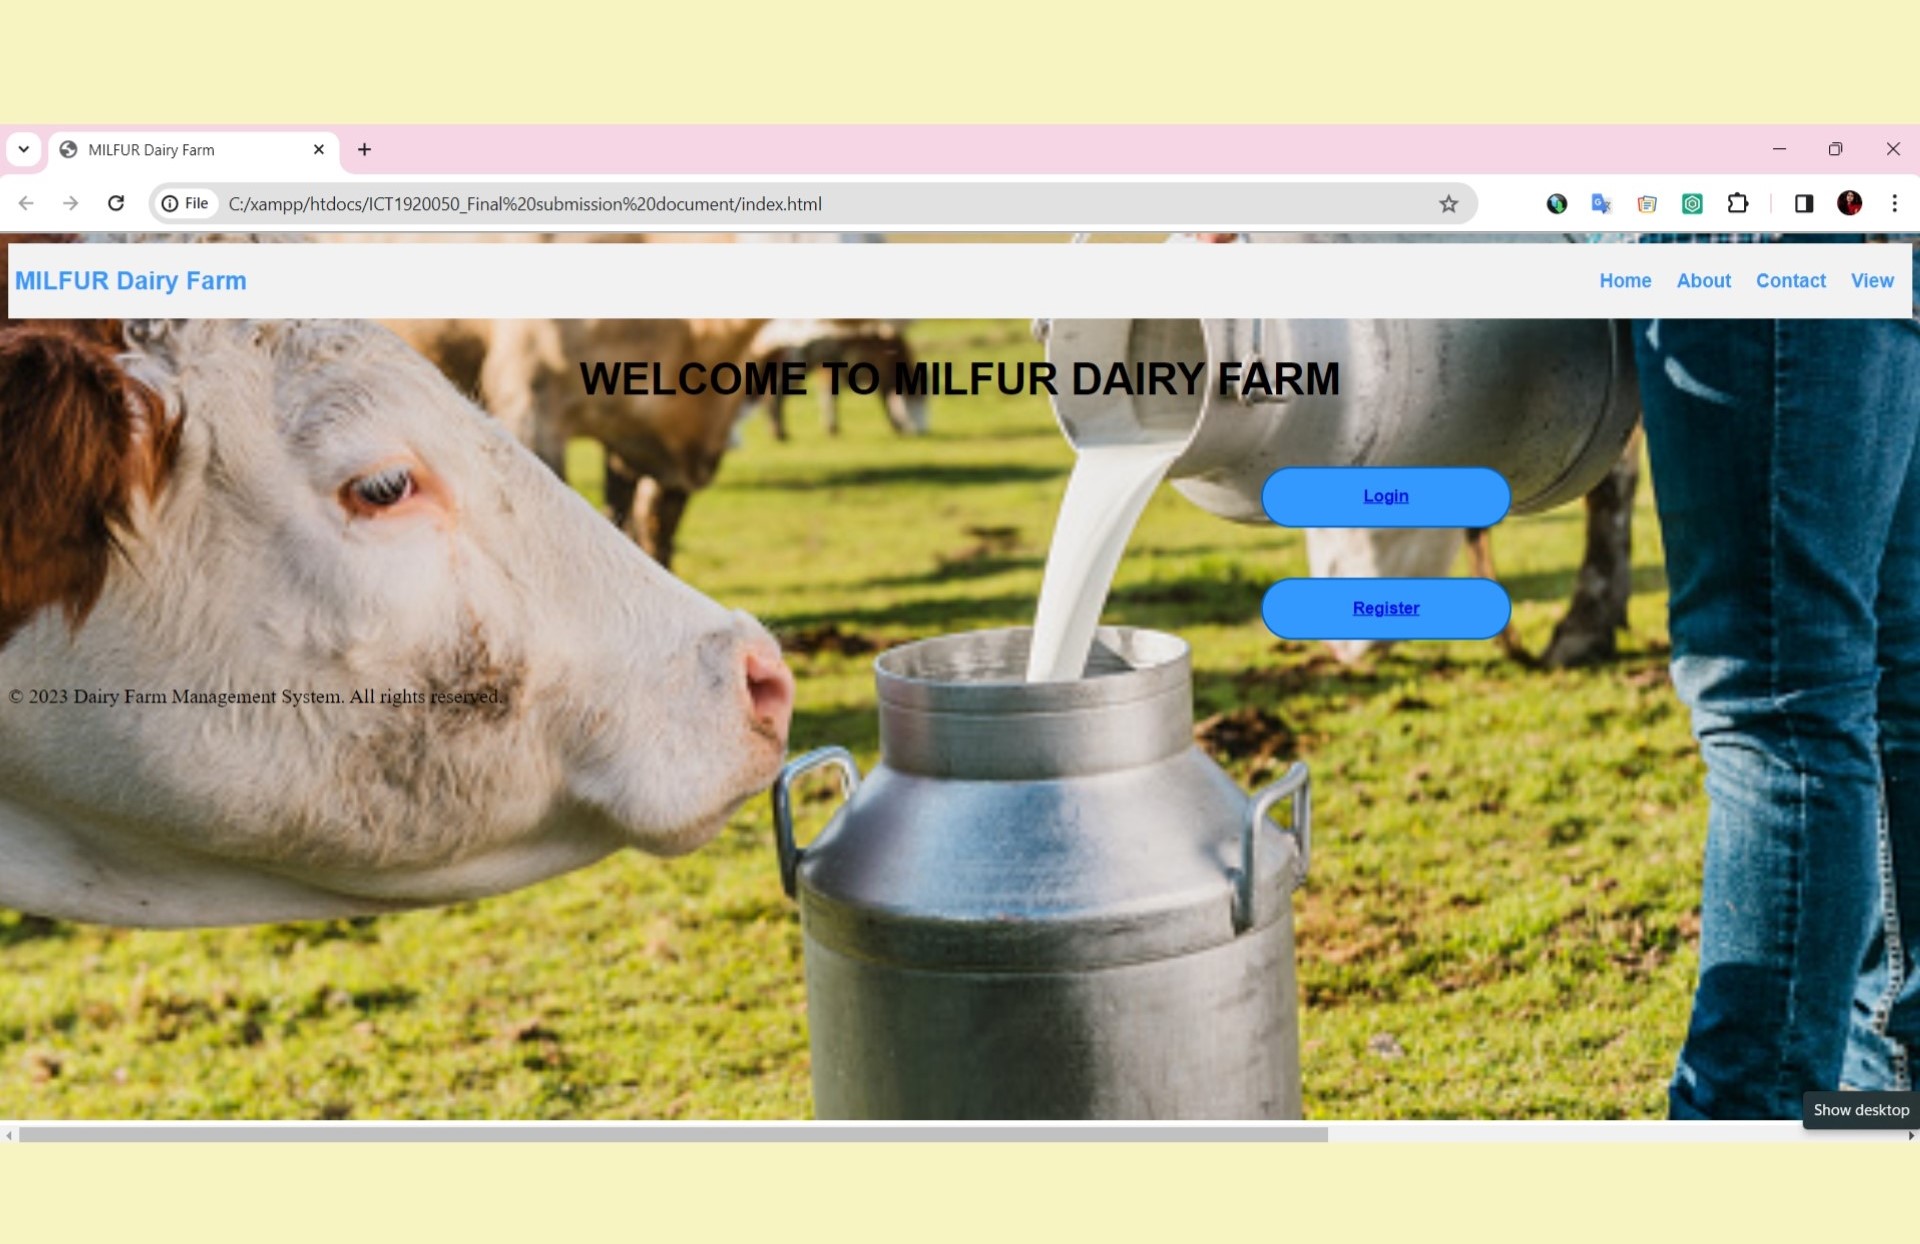 MILFUR Dairy Farm
File C:/xampp/htdocs/ICT1920050_Final%20submission%20document/index.html
MILFUR Dairy Farm Home About Contact View
WELCOME TO MILFUR DAIRY FARM
Login
Register
© 2023 Dairy Farm Management System. All rights reserved.
Show desktop